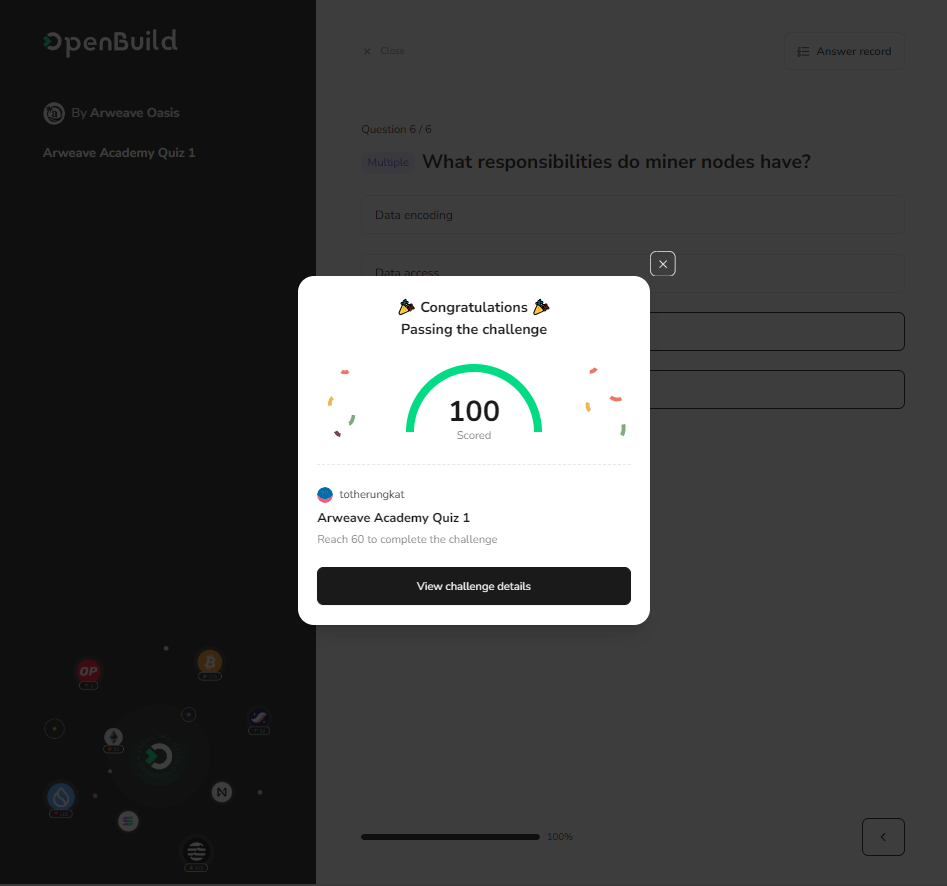 OpenBuild
By Arweave Oasis
Arweave Academy Quiz 1
Close
Answer record
Question 6 / 6
Multiple What responsibilities do miner nodes have?
Data encoding
Data access
Congratulations
Passing the challenge
100
Scored
totherungkat
Arweave Academy Quiz 1
Reach 60 to complete the challenge
View challenge details
OP
100%